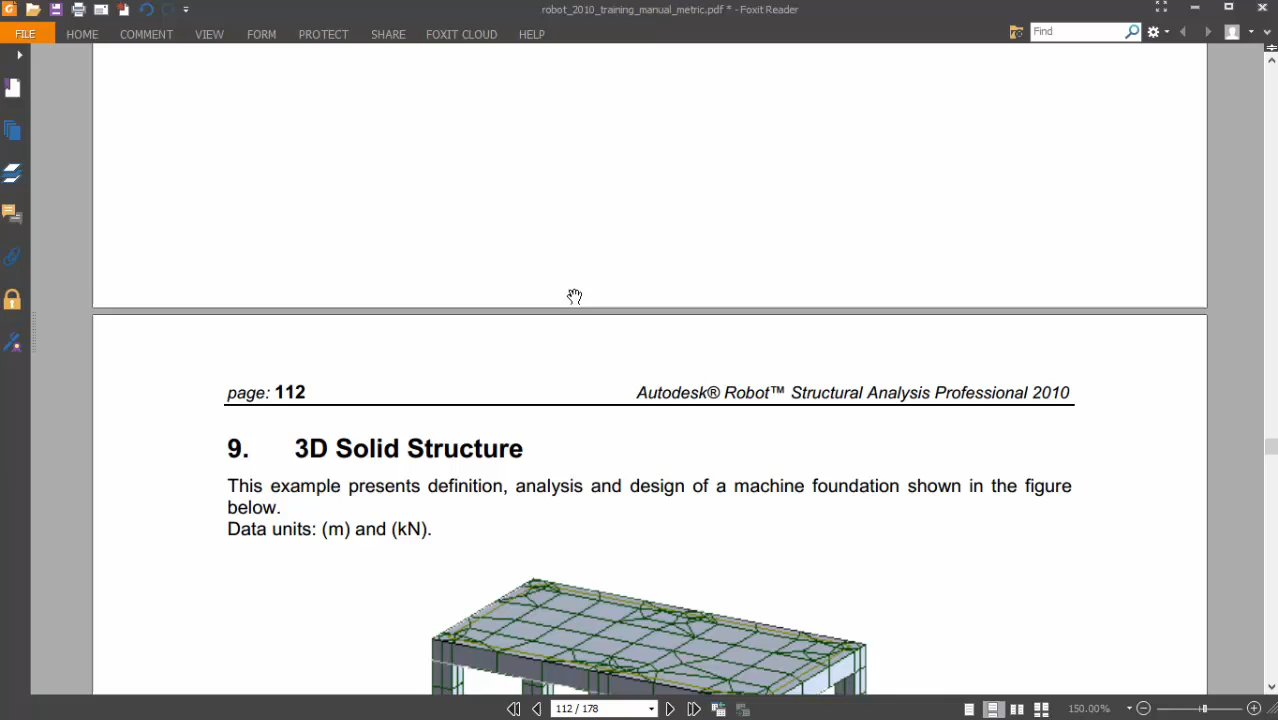 robot_2010_training_manual_metric.pdf * - Foxit Reader
FILE HOME COMMENT VIEW FORM PROTECT SHARE FOXIT CLOUD HELP
Find
page: 112 Autodesk® Robot™ Structural Analysis Professional 2010
9. 3D Solid Structure
This example presents definition, analysis and design of a machine foundation shown in the figure
below.
Data units: (m) and (kN).
112 / 178
150.00%